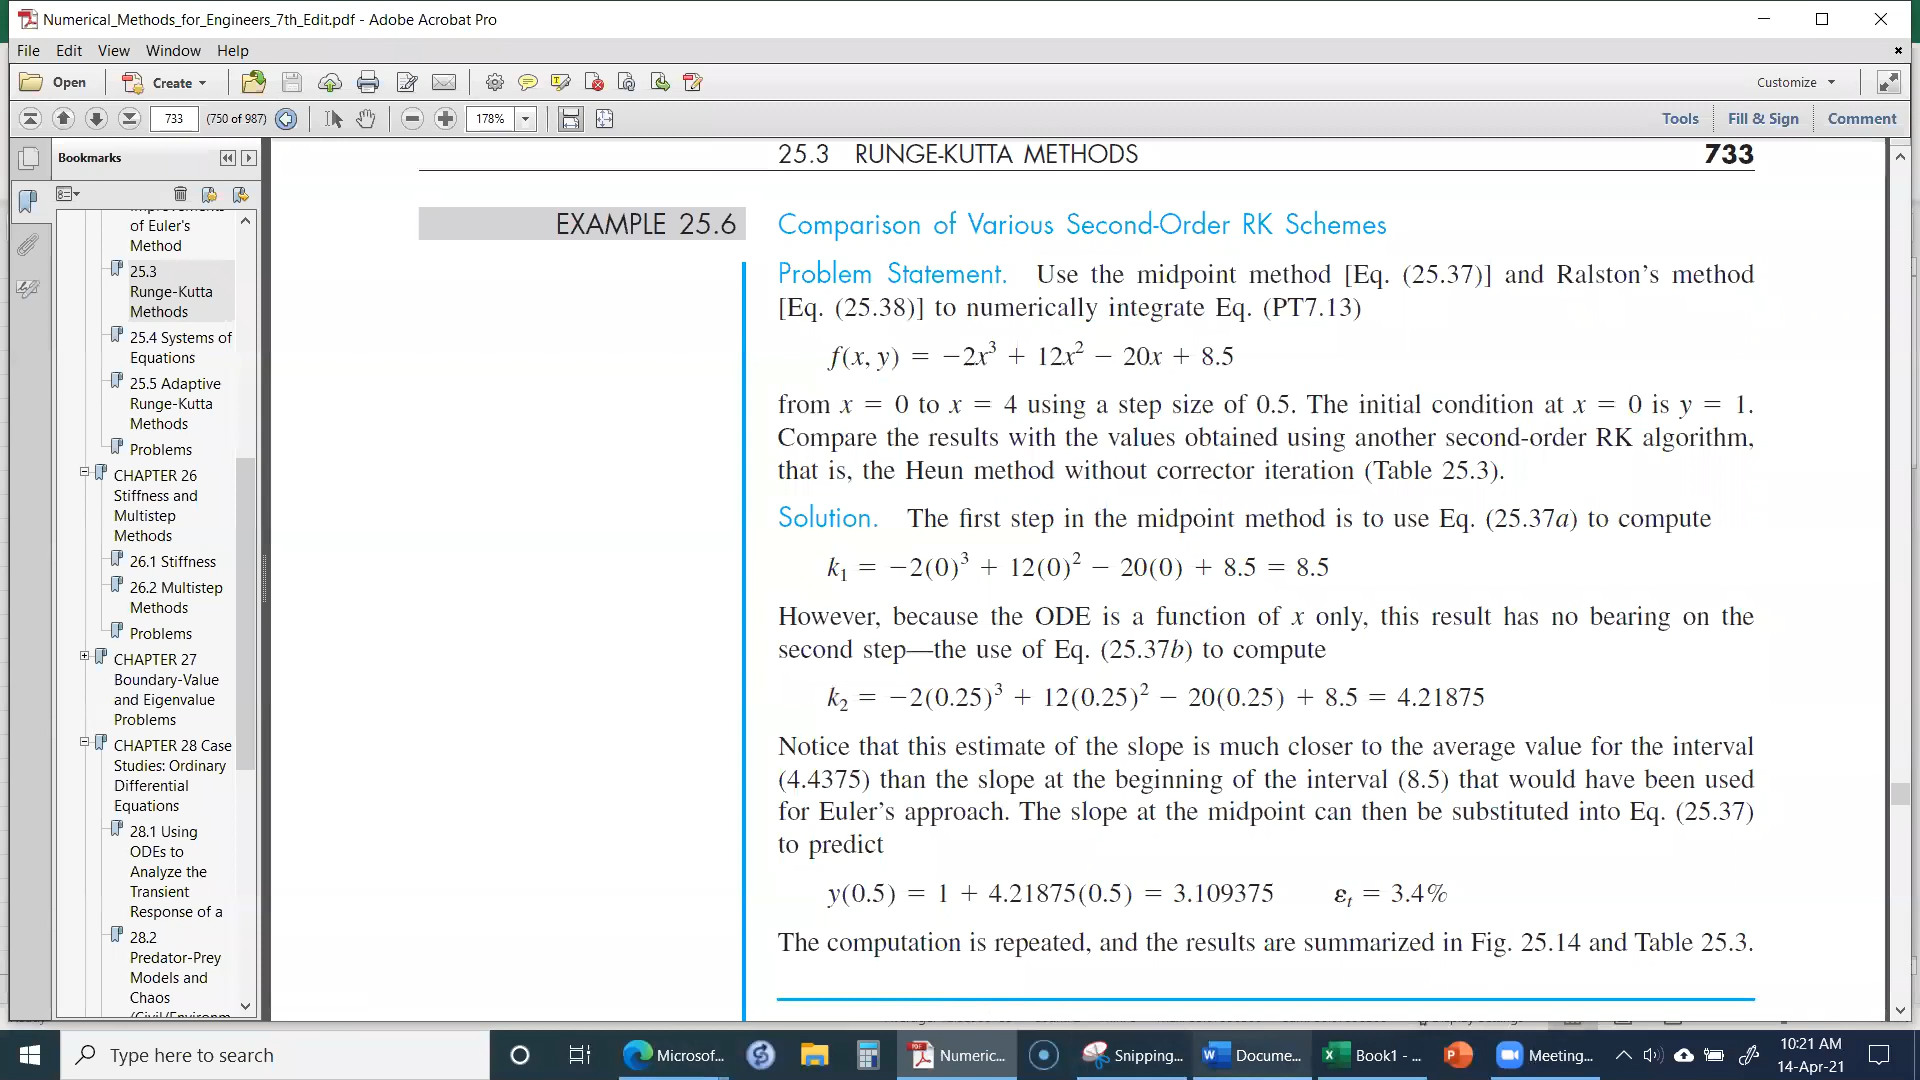 Numerical_Methods_for_Engineers_7th_Edit.pdf - Adobe Acrobat Pro
File Edit View Window Help
Open Create Customize
733 (750 of 987) 178% Tools Fill & Sign Comment
Bookmarks
of Euler's
Method
25.3
Runge-Kutta
Methods
25.4 Systems of
Equations
25.5 Adaptive
Runge-Kutta
Methods
Problems
CHAPTER 26
Stiffness and
Multistep
Methods
26.1 Stiffness
26.2 Multistep
Methods
Problems
CHAPTER 27
Boundary-Value
and Eigenvalue
Problems
CHAPTER 28 Case
Studies: Ordinary
Differential
Equations
28.1 Using
ODEs to
Analyze the
Transient
Response of a
28.2
Predator-Prey
Models and
Chaos
25.3 RUNGE-KUTTA METHODS 733
EXAMPLE 25.6 Comparison of Various Second-Order RK Schemes
Problem Statement. Use the midpoint method [Eq. (25.37)] and Ralston's method
[Eq. (25.38)] to numerically integrate Eq. (PT7.13)
f(x, y) = −2x³ + 12x² − 20x + 8.5
from x = 0 to x = 4 using a step size of 0.5. The initial condition at x = 0 is y = 1.
Compare the results with the values obtained using another second-order RK algorithm,
that is, the Heun method without corrector iteration (Table 25.3).
Solution. The first step in the midpoint method is to use Eq. (25.37a) to compute
k₁ = −2(0)³ + 12(0)² − 20(0) + 8.5 = 8.5
However, because the ODE is a function of x only, this result has no bearing on the
second step—the use of Eq. (25.37b) to compute
k₂ = −2(0.25)³ + 12(0.25)² − 20(0.25) + 8.5 = 4.21875
Notice that this estimate of the slope is much closer to the average value for the interval
(4.4375) than the slope at the beginning of the interval (8.5) that would have been used
for Euler's approach. The slope at the midpoint can then be substituted into Eq. (25.37)
to predict
y(0.5) = 1 + 4.21875(0.5) = 3.109375 εₜ = 3.4%
The computation is repeated, and the results are summarized in Fig. 25.14 and Table 25.3.
Type here to search
Microsof...
Numeric...
Snipping...
Docume...
Book1 - ...
Meeting...
10:21 AM
14-Apr-21